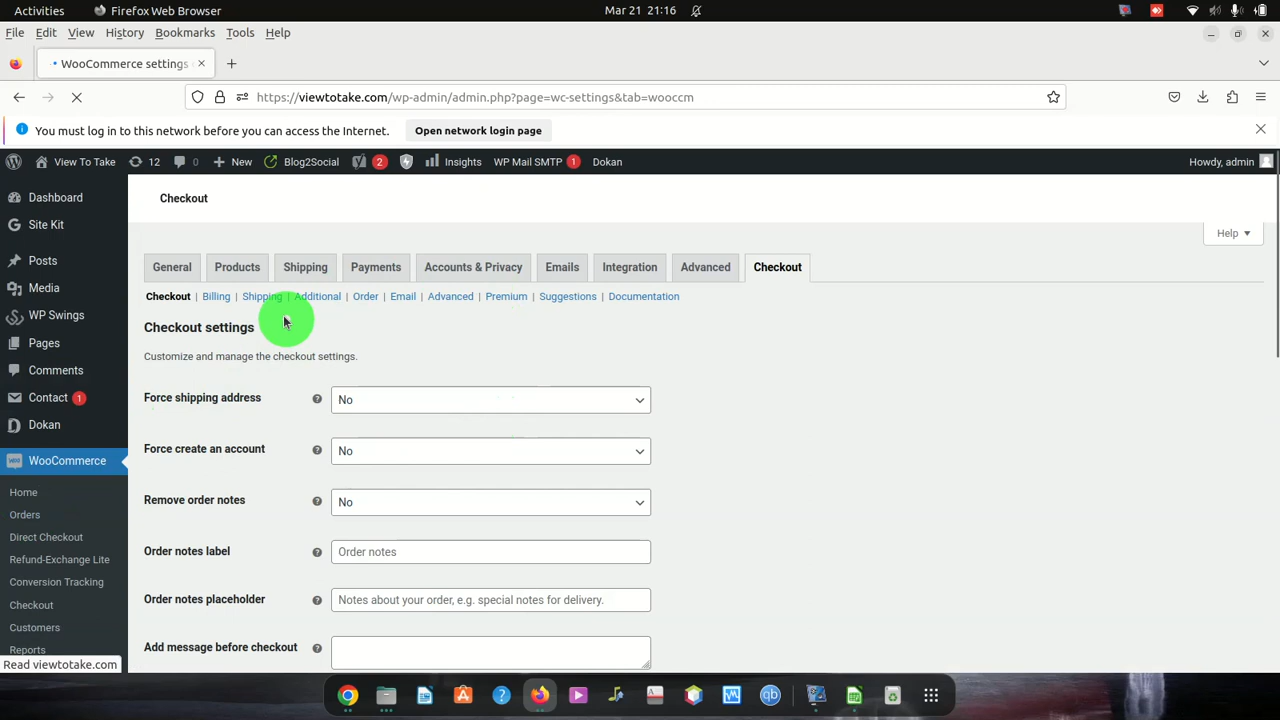 Activities Firefox Web Browser Mar 21 21:16
File Edit View History Bookmarks Tools Help
WooCommerce settings
https://viewtotake.com/wp-admin/admin.php?page=wc-settings&tab=wooccm
You must log in to this network before you can access the Internet. Open network login page
View To Take 12 0 New Blog2Social 2 Insights WP Mail SMTP 1 Dokan Howdy, admin
Dashboard
Site Kit
Posts
Media
WP Swings
Pages
Comments
Contact 1
Dokan
WooCommerce
Home
Orders
Direct Checkout
Refund-Exchange Lite
Conversion Tracking
Checkout
Customers
Reports
Read viewtotake.com
Checkout
Help
General Products Shipping Payments Accounts & Privacy Emails Integration Advanced Checkout
Checkout | Billing | Shipping | Additional | Order | Email | Advanced | Premium | Suggestions | Documentation
Checkout settings
Customize and manage the checkout settings.
Force shipping address No
Force create an account No
Remove order notes No
Order notes label Order notes
Order notes placeholder Notes about your order, e.g. special notes for delivery.
Add message before checkout